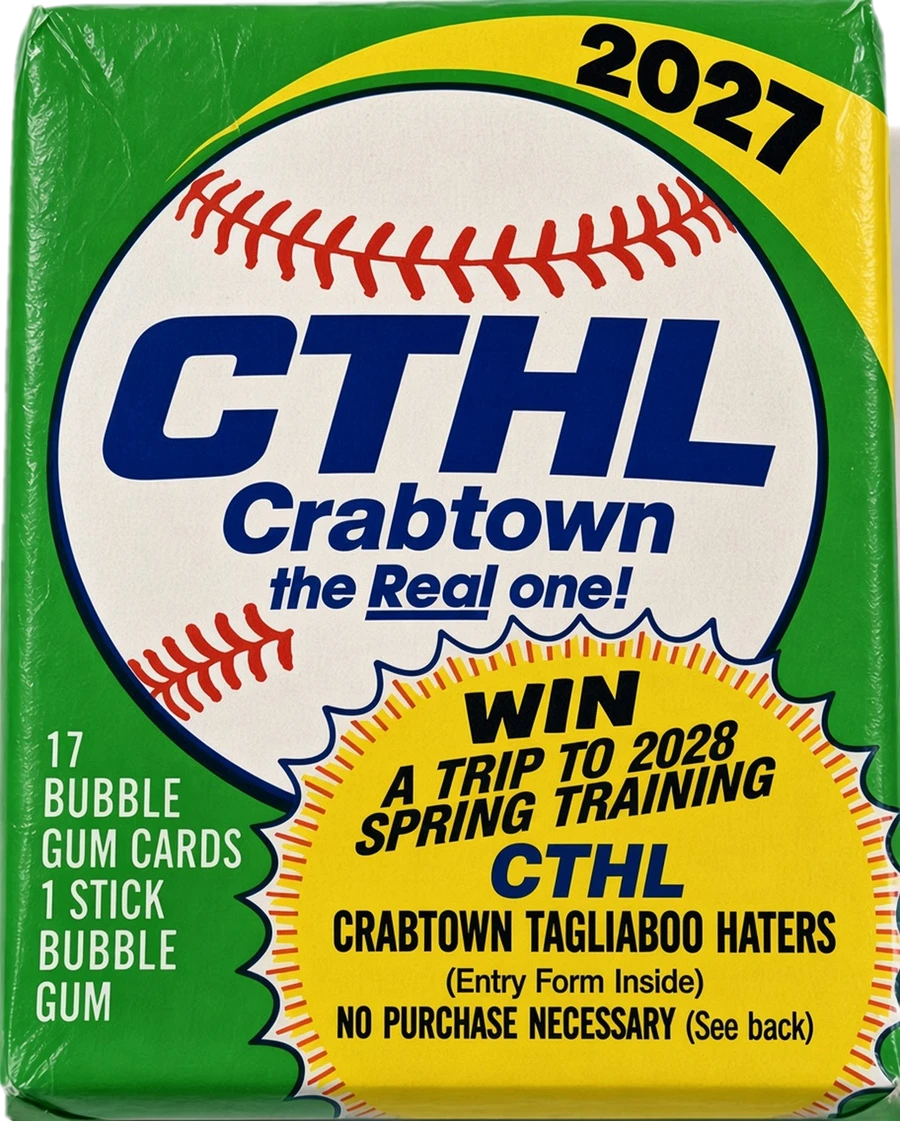 2027
CTHL
Crabtown
the Real one!
17
BUBBLE
GUM CARDS
1 STICK
BUBBLE
GUM
WIN
A TRIP TO 2028
SPRING TRAINING
CTHL
CRABTOWN TAGLIABOO HATERS
(Entry Form Inside)
NO PURCHASE NECESSARY (See back)